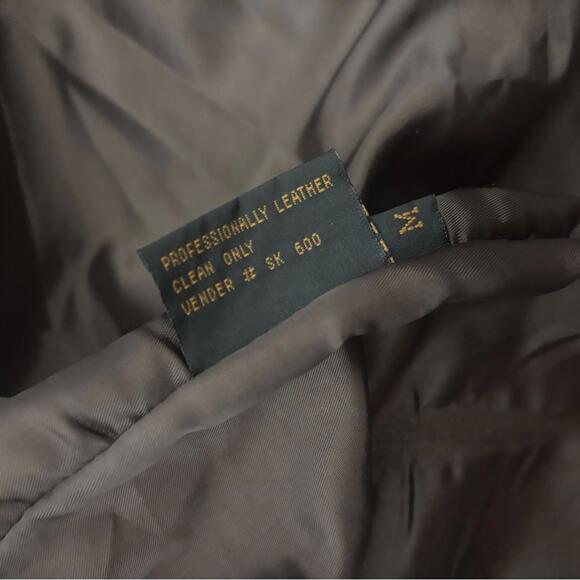 PROFESSIONALLY LEATHER
CLEAN ONLY
VENDER # SK 600
M